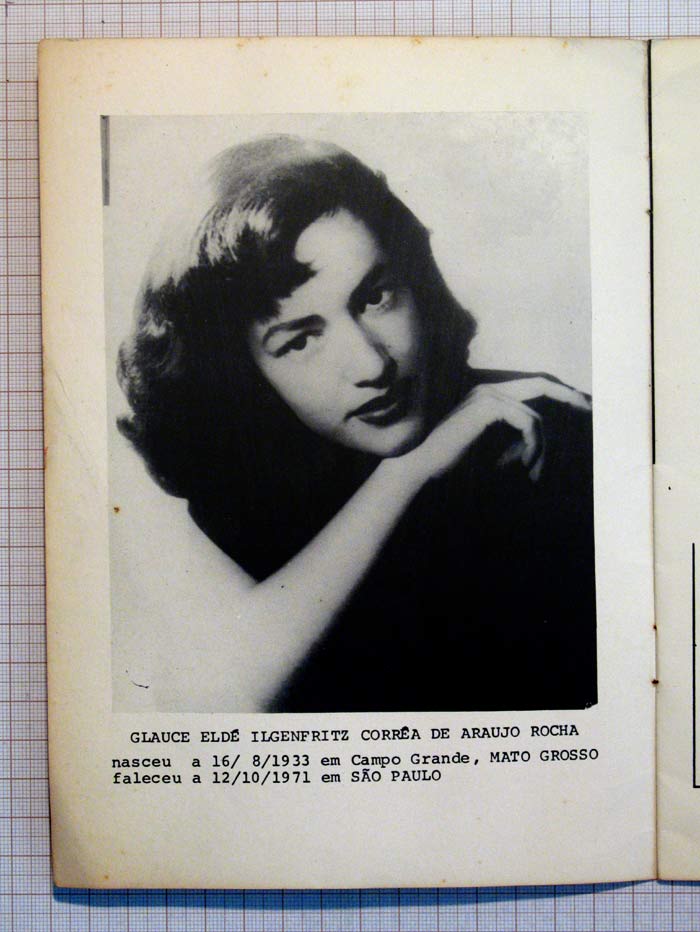 GLAUCE ELDÊ ILGENFRITZ CORRÊA DE ARAUJO ROCHA
nasceu a 16/ 8/1933 em Campo Grande, MATO GROSSO
faleceu a 12/10/1971 em SÃO PAULO